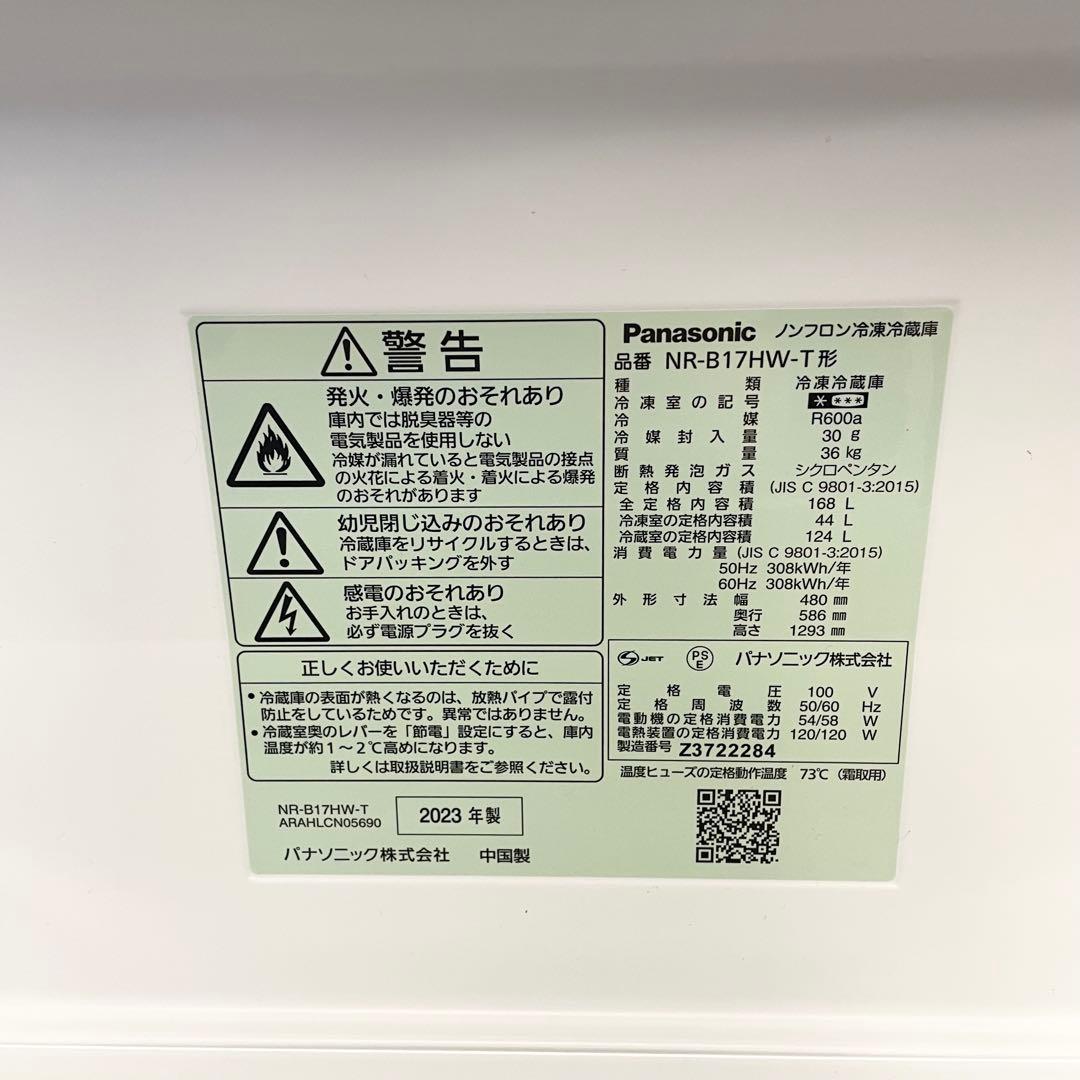 警告
発火・爆発のおそれあり
庫内では脱臭器等の
電気製品を使用しない
冷媒が漏れていると電気製品の接点
の火花による着火・着火による爆発
のおそれがあります
幼児閉じ込みのおそれあり
冷蔵庫をリサイクルするときは、
ドアパッキングを外す
感電のおそれあり
お手入れのときは、
必ず電源プラグを抜く
正しくお使いいただくために
・冷蔵庫の表面が熱くなるのは、放熱パイプで露付
防止をしているためです。異常ではありません。
・冷蔵室奥のレバーを「節電」設定にすると、庫内
温度が約1～2℃高めになります。
詳しくは取扱説明書をご参照ください。
NR-B17HW-T
ARAHLCN05690
2023 年製
パナソニック株式会社 中国製
Panasonic ノンフロン冷凍冷蔵庫
品番 NR-B17HW-T形
種類 冷凍冷蔵庫
冷凍室の記号 * ***
冷媒 R600a
冷媒封入量 30 g
質量 36 kg
断熱発泡ガス シクロペンタン
定格内容積 (JIS C 9801-3:2015)
全定格内容積 168 L
冷凍室の定格内容積 44 L
冷蔵室の定格内容積 124 L
消費電力量 (JIS C 9801-3:2015)
50Hz 308kWh/年
60Hz 308kWh/年
外形寸法 幅 480 mm
奥行 586 mm
高さ 1293 mm
S JET PS E パナソニック株式会社
定格電圧 100 V
定格周波数 50/60 Hz
電動機の定格消費電力 54/58 W
電熱装置の定格消費電力 120/120 W
製造番号 Z3722284
温度ヒューズの定格動作温度 73℃ (霜取用)